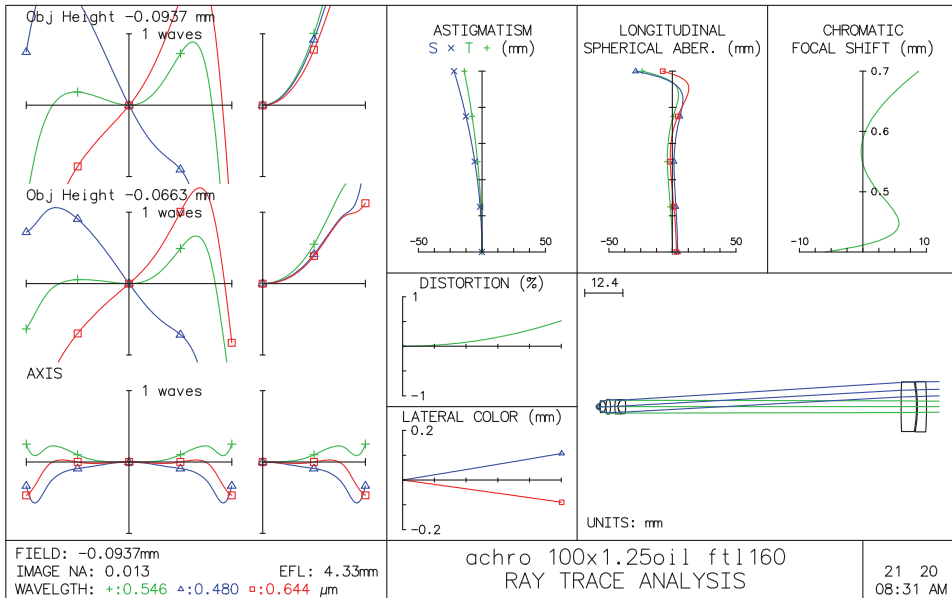 Obj Height -0.0937 mm
1 waves
Obj Height -0.0663 mm
1 waves
AXIS
1 waves
ASTIGMATISM
S × T + (mm)
-50 50
LONGITUDINAL
SPHERICAL ABER. (mm)
-50 50
CHROMATIC
FOCAL SHIFT (mm)
0.7
0.6
0.5
-10 10
DISTORTION (%)
1
-1
LATERAL COLOR (mm)
0.2
-0.2
12.4
UNITS: mm
FIELD: -0.0937mm
IMAGE NA: 0.013 EFL: 4.33mm
WAVELGTH: +:0.546 △:0.480 □:0.644 µm
achro 100x1.25oil ftl160
RAY TRACE ANALYSIS
21 20
08:31 AM